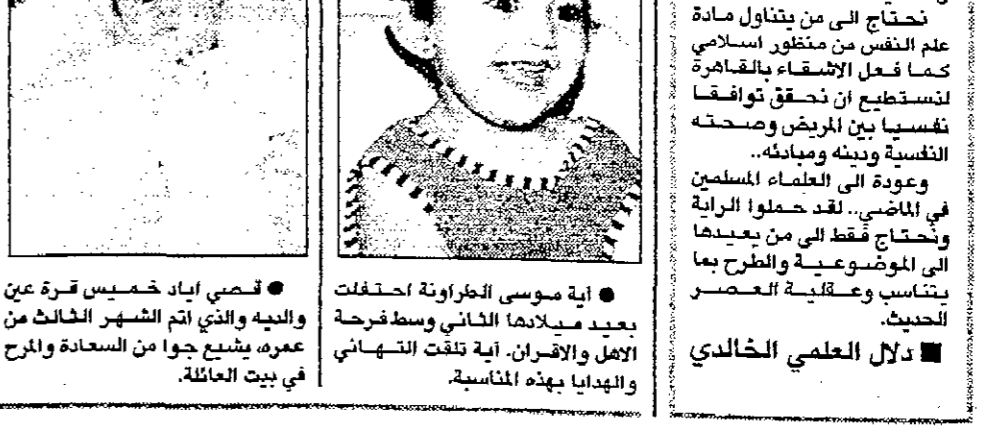 نحتاج الى من يتناول مادة
علم النفس من منظور اسلامي
كما فعل الاشقاء بالقاهرة
لنستطيع ان نحقق توافقا
نفسيا بين المريض وصحته
النفسية ودينه ومبادئه..
وعودة الى العلماء المسلمين
في الماضي.. لقد حملوا الراية
ونحتاج فقط الى من يعيدها
الى الموضوعية والطرح بما
يتناسب وعقلية العصر
الحديث.
■ دلال العلمي الخالدي
● آية موسى الطراونة احتفلت
بعيد ميلادها الثاني وسط فرحة
الاهل والاقران. آية تلقت التهاني
والهدايا بهذه المناسبة.
● قصي اياد خميس قرة عين
والديه والذي اتم الشهر الثالث من
عمره، يشيع جوا من السعادة والمرح
في بيت العائلة.